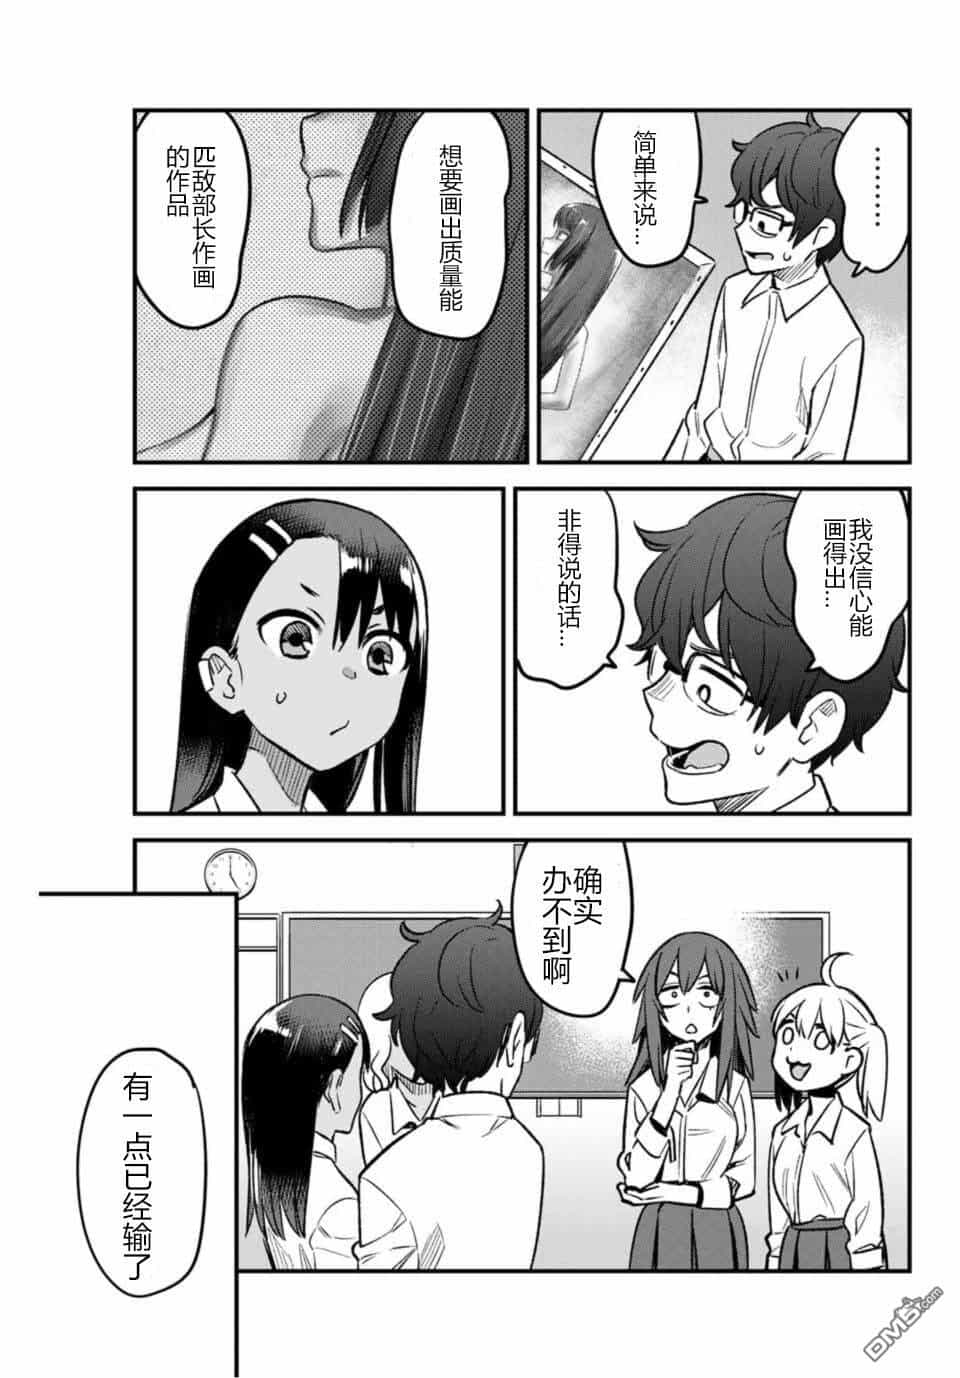 ………
简单来说…
想要画出质量能
匹敌部长作画
的作品
我没信心能
画得出…
非得说的话…
确实
办不到啊
有一点已经输了
DM5.com